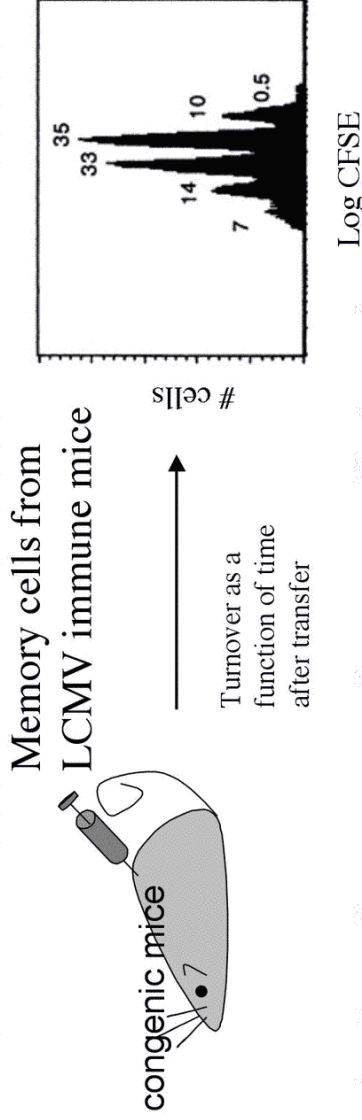 Memory cells from
LCMV immune mice
congenic mice
Turnover as a
function of time
after transfer
# cells
7
14
33
35
10
0.5
Log CFSE